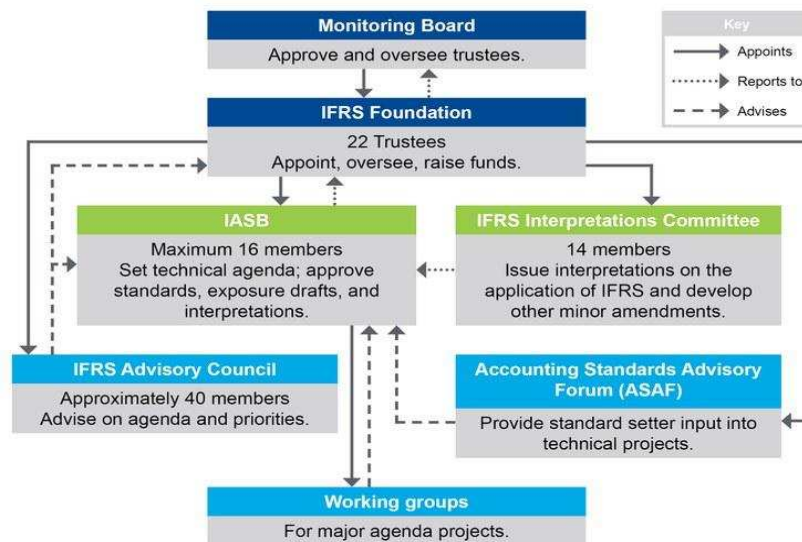 Monitoring Board
Approve and oversee trustees.
Key
Appoints
Reports to
Advises
IFRS Foundation
22 Trustees
Appoint, oversee, raise funds.
IASB
Maximum 16 members
Set technical agenda; approve
standards, exposure drafts, and
interpretations.
IFRS Interpretations Committee
14 members
Issue interpretations on the
application of IFRS and develop
other minor amendments.
IFRS Advisory Council
Approximately 40 members
Advise on agenda and priorities.
Accounting Standards Advisory
Forum (ASAF)
Provide standard setter input into
technical projects.
Working groups
For major agenda projects.